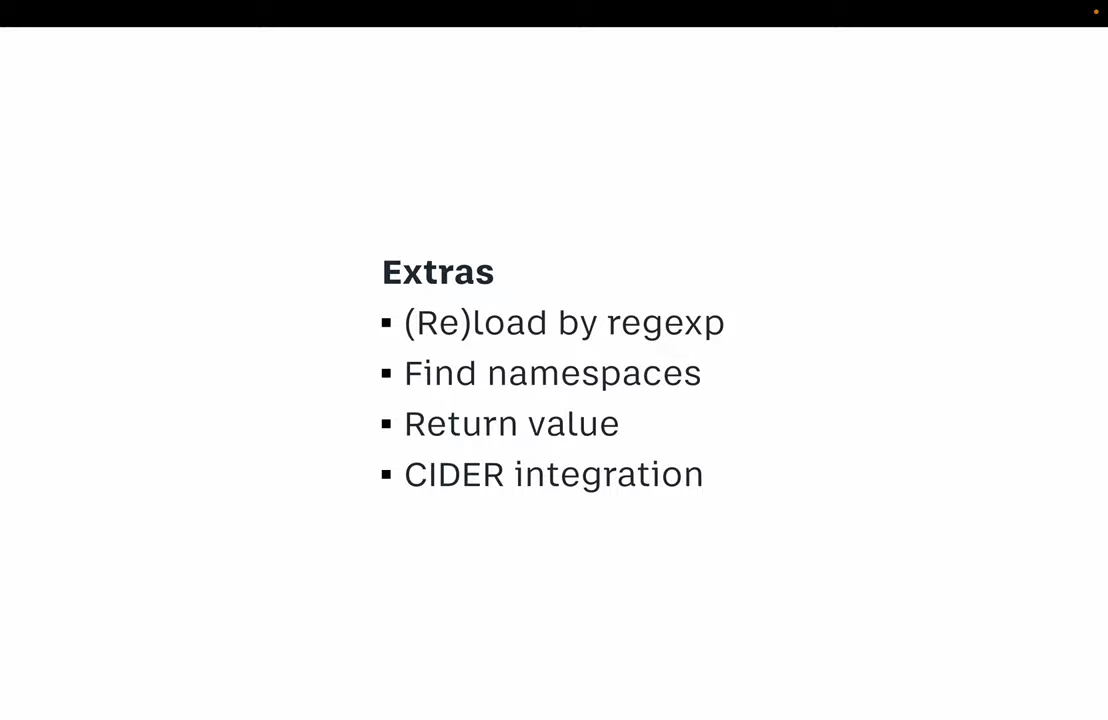 Extras
▪ (Re)load by regexp
▪ Find namespaces
▪ Return value
▪ CIDER integration